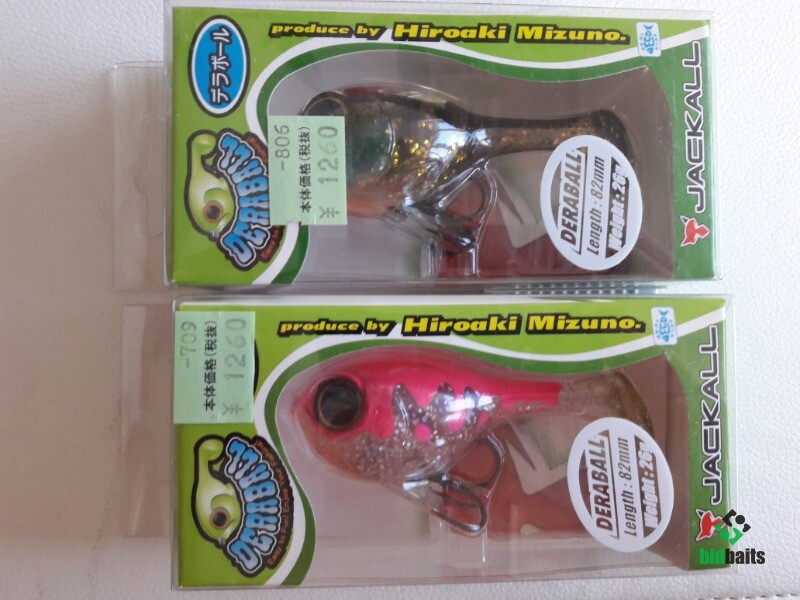 produce by Hiroaki Mizuno.
デラボール
JACKALL
-806
本体価格(税抜)
¥ 1260
DERABALL
DERABALL
Length : 82mm
Weight : 26g
produce by Hiroaki Mizuno.
JACKALL
-709
本体価格(税抜)
¥ 1260
DERABALL
DERABALL
Length : 82mm
Weight : 26g
bidbaits